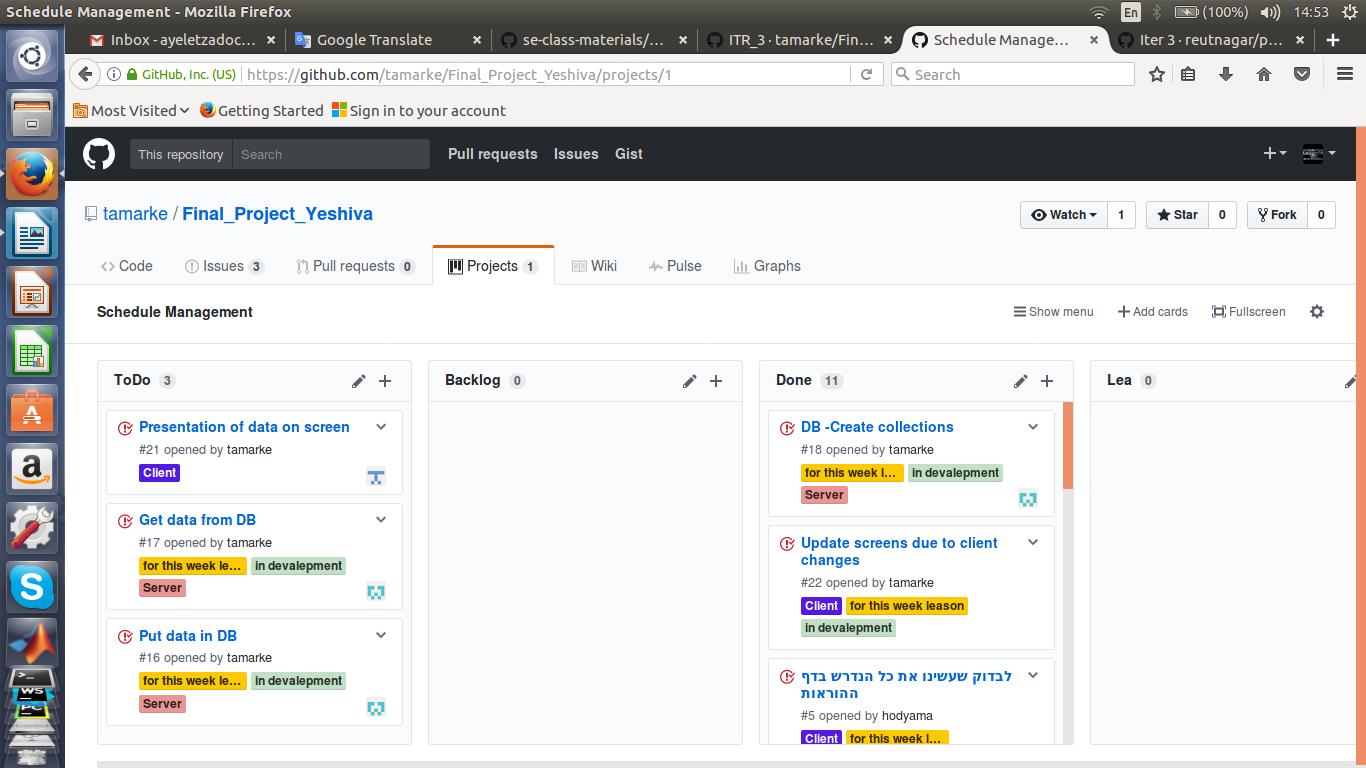 Schedule Management - Mozilla Firefox
En
(100%)
14:53
Inbox - ayeletzadoc...
Google Translate
se-class-materials/...
ITR_3 · tamarke/Fin...
Schedule Manage...
Iter 3 · reutnagar/p...
GitHub, Inc. (US)
https://github.com/tamarke/Final_Project_Yeshiva/projects/1
Search
Most Visited
Getting Started
Sign in to your account
This repository
Search
Pull requests
Issues
Gist
tamarke / Final_Project_Yeshiva
Watch 1
Star 0
Fork 0
Code
Issues 3
Pull requests 0
Projects 1
Wiki
Pulse
Graphs
Schedule Management
Show menu
Add cards
Fullscreen
ToDo 3
Presentation of data on screen
#21 opened by tamarke
Client
Get data from DB
#17 opened by tamarke
for this week le... in devalepment
Server
Put data in DB
#16 opened by tamarke
for this week le... in devalepment
Server
Backlog 0
Done 11
DB -Create collections
#18 opened by tamarke
for this week l... in devalepment
Server
Update screens due to client
changes
#22 opened by tamarke
Client for this week leason
in devalepment
לבדוק שעשינו את כל הנדרש בדף
ההוראות
#5 opened by hodyama
Client for this week l...
Lea 0
WS
PC